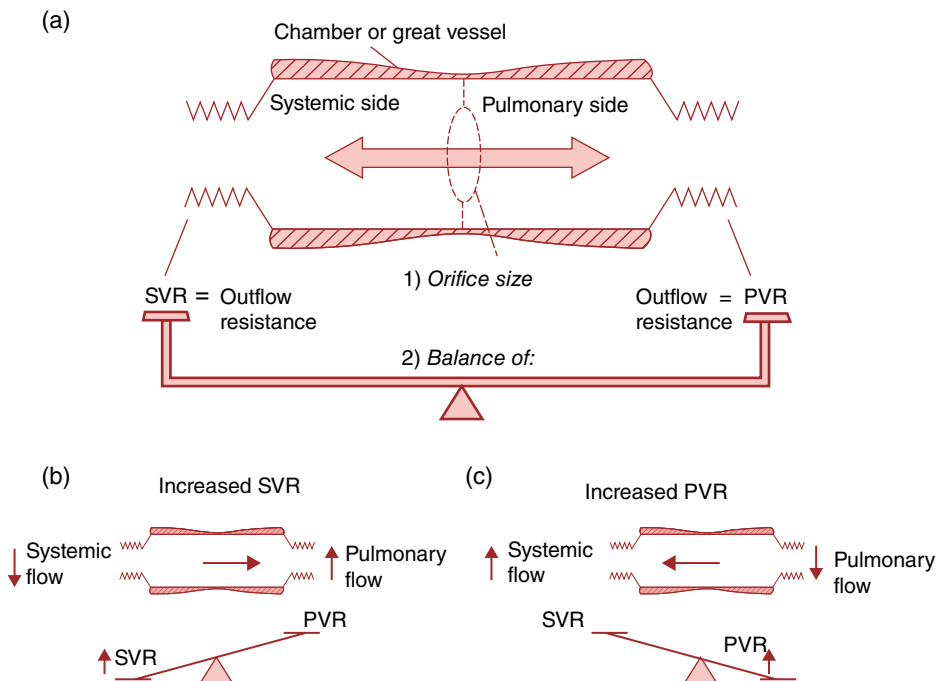 (a)
Chamber or great vessel
Systemic side
Pulmonary side
1) Orifice size
SVR = Outflow
resistance
Outflow = PVR
resistance
2) Balance of:
(b)
Increased SVR
Systemic
flow
Pulmonary
flow
PVR
SVR
(c)
Increased PVR
Systemic
flow
Pulmonary
flow
SVR
PVR